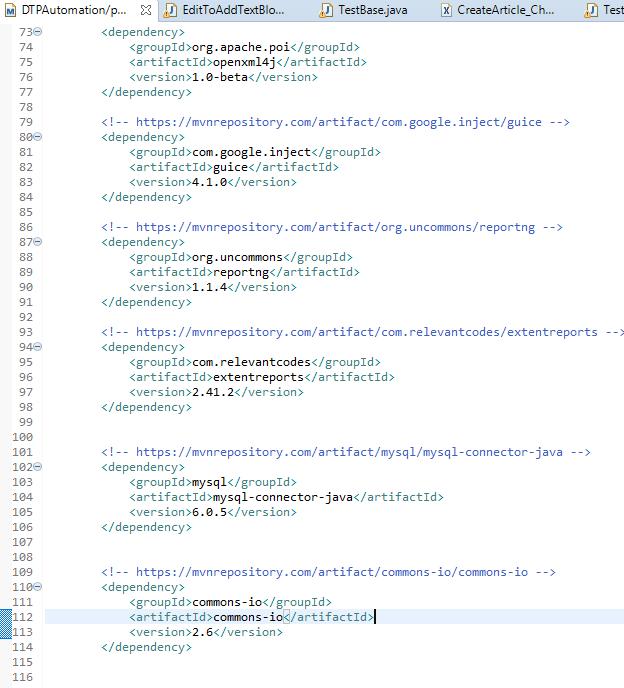 DTPAutomation/p... EditToAddTextBlo... TestBase.java CreateArticle_Ch... Test
73 <dependency>
74 <groupId>org.apache.poi</groupId>
75 <artifactId>openxml4j</artifactId>
76 <version>1.0-beta</version>
77 </dependency>
78
79 <!-- https://mvnrepository.com/artifact/com.google.inject/guice -->
80 <dependency>
81 <groupId>com.google.inject</groupId>
82 <artifactId>guice</artifactId>
83 <version>4.1.0</version>
84 </dependency>
85
86 <!-- https://mvnrepository.com/artifact/org.uncommons/reportng -->
87 <dependency>
88 <groupId>org.uncommons</groupId>
89 <artifactId>reportng</artifactId>
90 <version>1.1.4</version>
91 </dependency>
92
93 <!-- https://mvnrepository.com/artifact/com.relevantcodes/extentreports -->
94 <dependency>
95 <groupId>com.relevantcodes</groupId>
96 <artifactId>extentreports</artifactId>
97 <version>2.41.2</version>
98 </dependency>
99
100
101 <!-- https://mvnrepository.com/artifact/mysql/mysql-connector-java -->
102 <dependency>
103 <groupId>mysql</groupId>
104 <artifactId>mysql-connector-java</artifactId>
105 <version>6.0.5</version>
106 </dependency>
107
108
109 <!-- https://mvnrepository.com/artifact/commons-io/commons-io -->
110 <dependency>
111 <groupId>commons-io</groupId>
112 <artifactId>commons-io</artifactId>
113 <version>2.6</version>
114 </dependency>
115
116